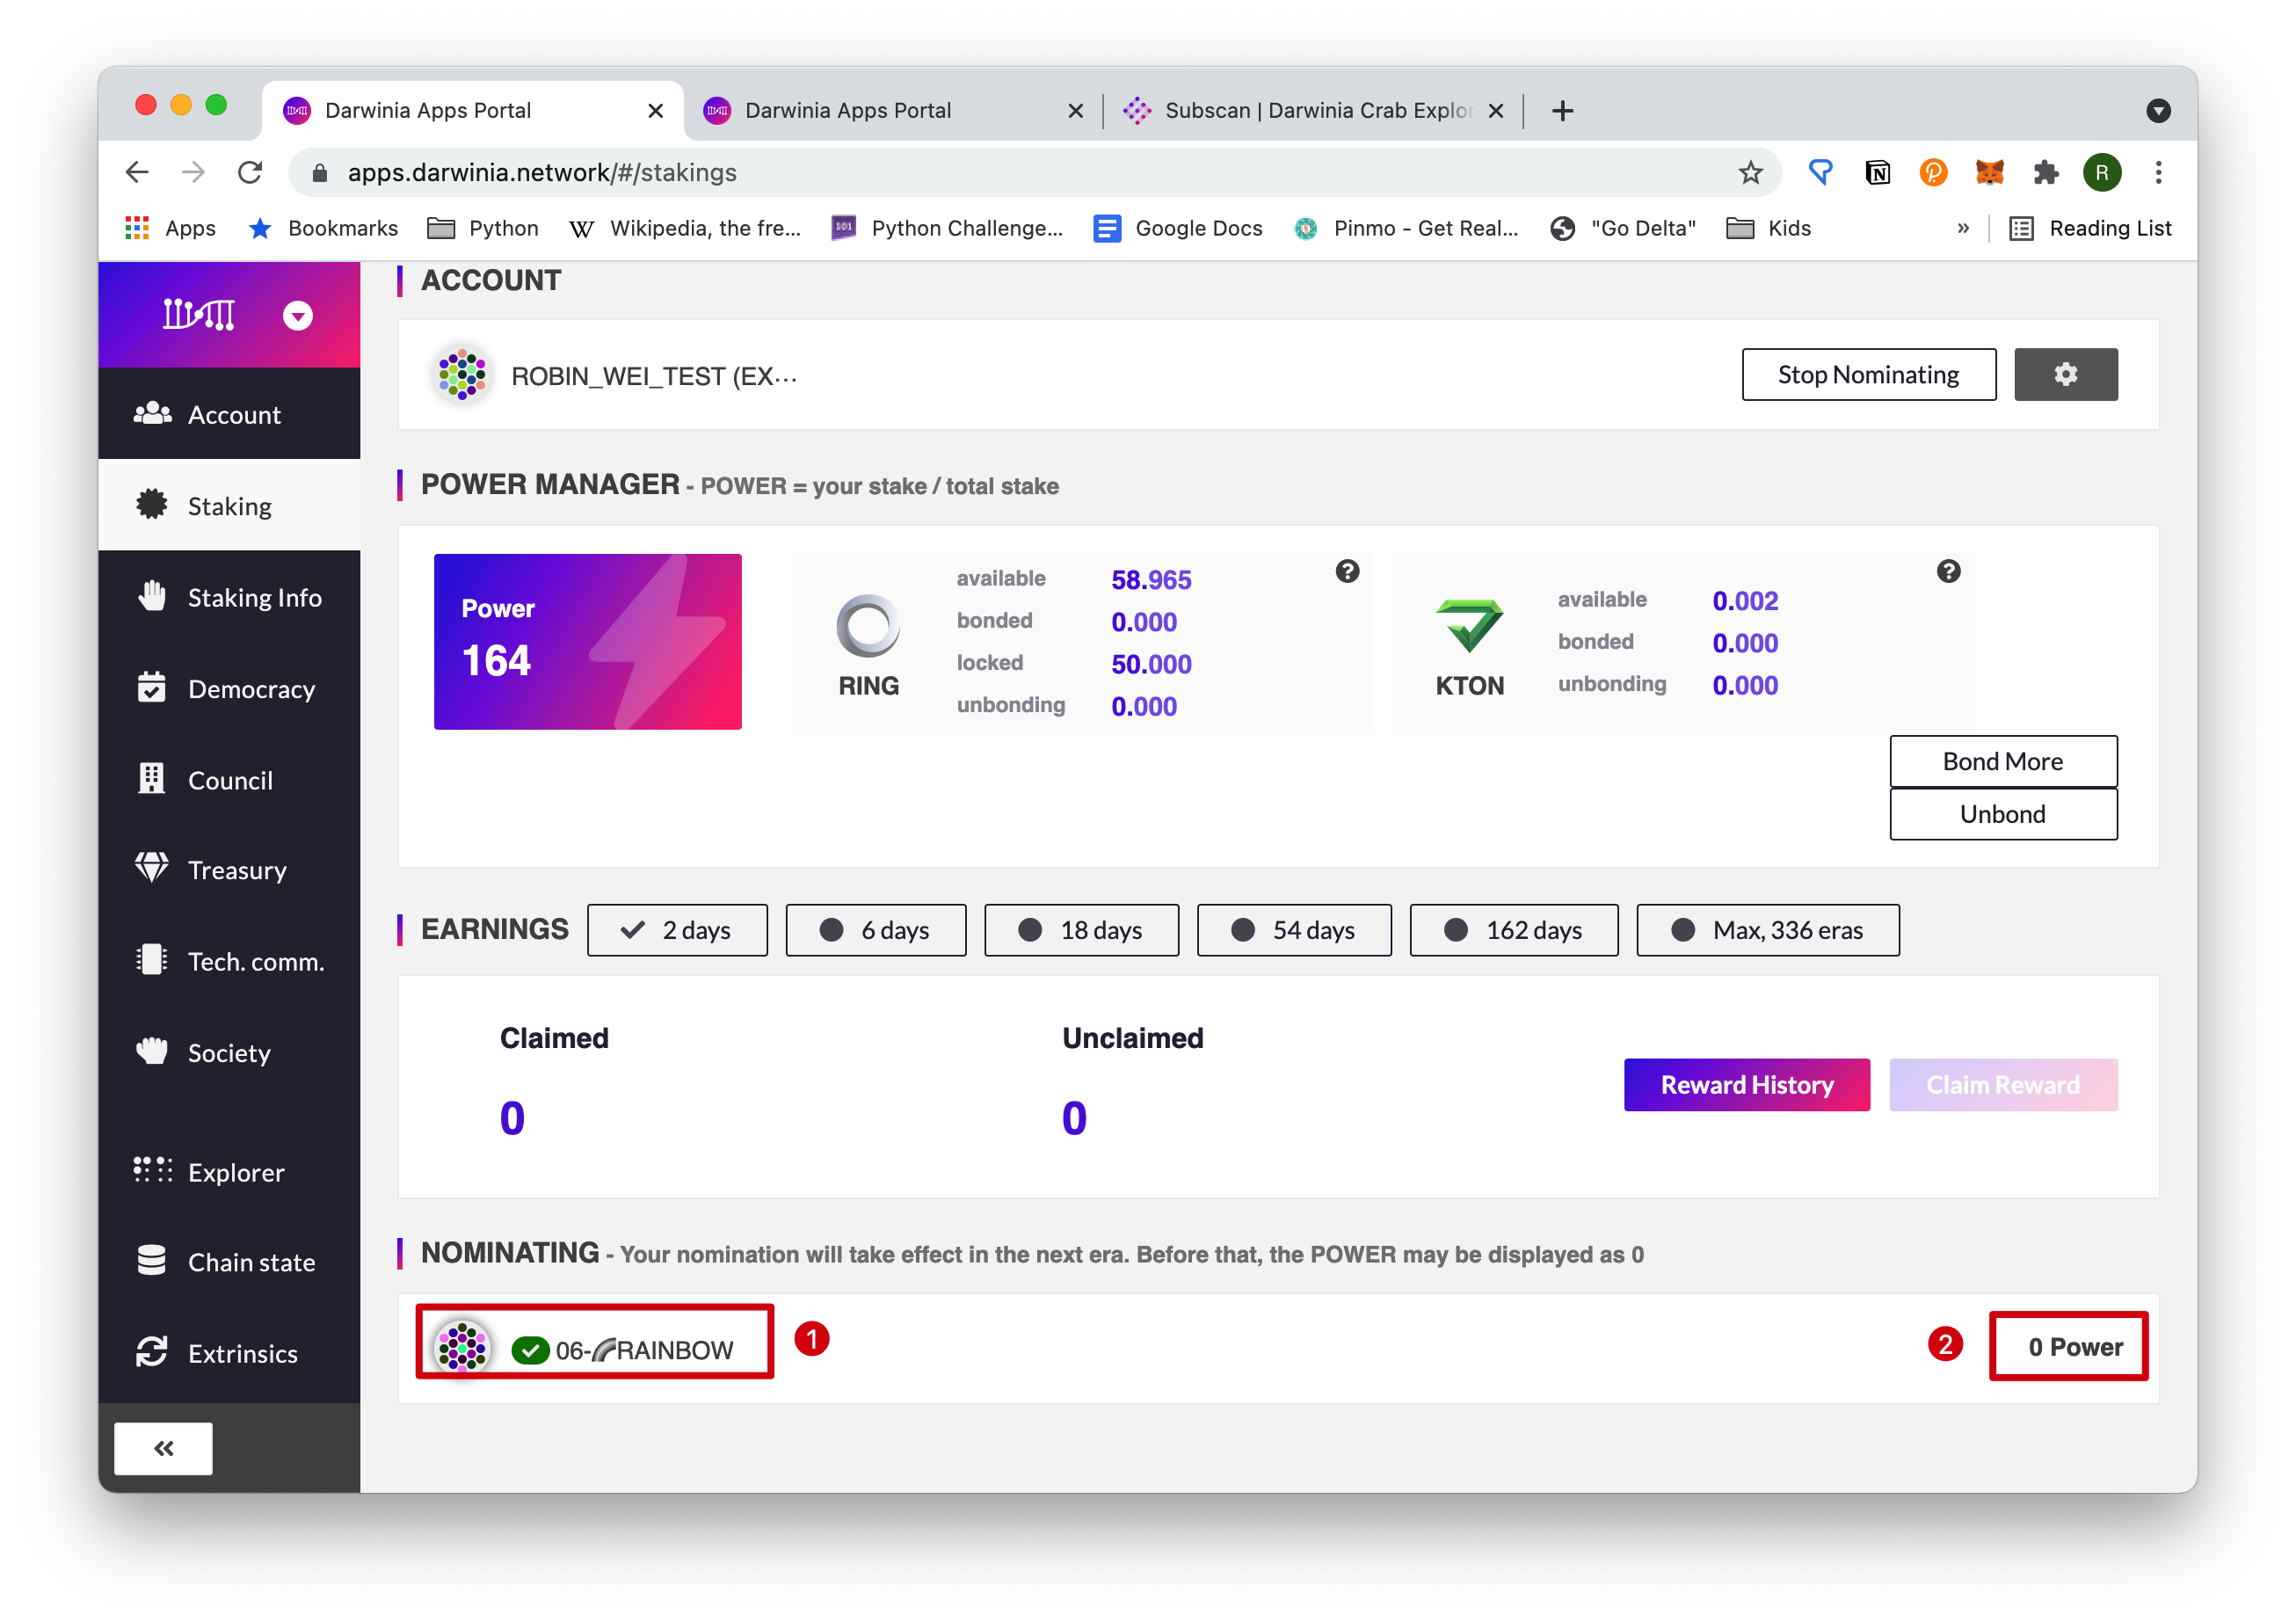 Darwinia Apps Portal
Darwinia Apps Portal
Subscan | Darwinia Crab Explor
apps.darwinia.network/#/stakings
R
Apps
Bookmarks
Python
Wikipedia, the fre...
Python Challenge...
Google Docs
Pinmo - Get Real...
"Go Delta"
Kids
»
Reading List
Account
Staking
Staking Info
Democracy
Council
Treasury
Tech. comm.
Society
Explorer
Chain state
Extrinsics
ACCOUNT
ROBIN_WEI_TEST (EX···
Stop Nominating
POWER MANAGER - POWER = your stake / total stake
Power
164
RING
available 58.965
bonded 0.000
locked 50.000
unbonding 0.000
?
KTON
available 0.002
bonded 0.000
unbonding 0.000
?
Bond More
Unbond
EARNINGS
2 days
6 days
18 days
54 days
162 days
Max, 336 eras
Claimed
0
Unclaimed
0
Reward History
Claim Reward
NOMINATING - Your nomination will take effect in the next era. Before that, the POWER may be displayed as 0
06-🌈RAINBOW
1
2
0 Power